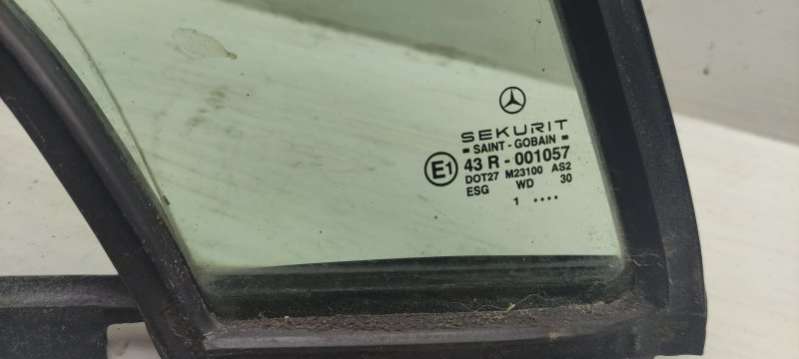 SEKURIT
SAINT - GOBAIN
E1 43 R - 001057
DOT27 M23100 AS2
ESG WD 30
1 ....